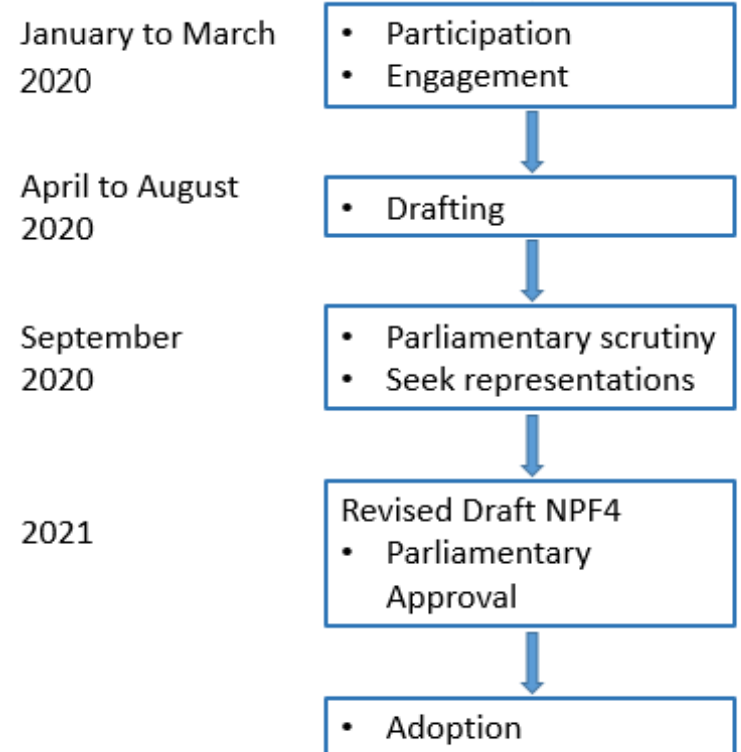 January to March
2020
• Participation
• Engagement
April to August
2020
• Drafting
September
2020
• Parliamentary scrutiny
• Seek representations
2021
Revised Draft NPF4
• Parliamentary
Approval
• Adoption